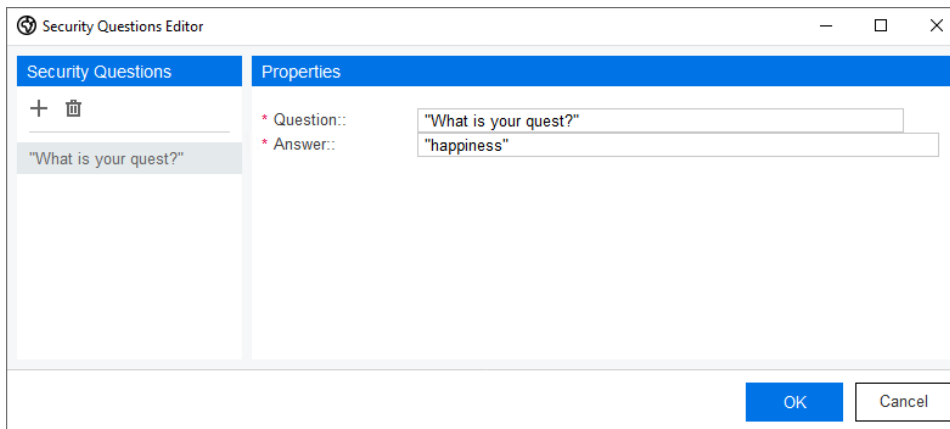 Security Questions Editor
Security Questions
Properties
* Question:: "What is your quest?"
* Answer:: "happiness"
"What is your quest?"
OK Cancel